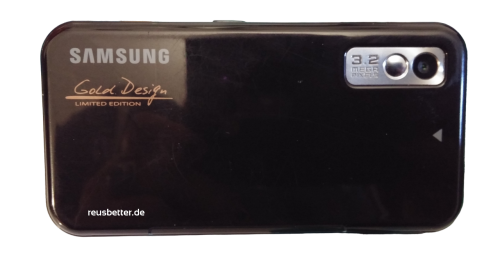 SAMSUNG
Gold Design
LIMITED EDITION
3.2
MEGA
PIXELS
reusbetter.de